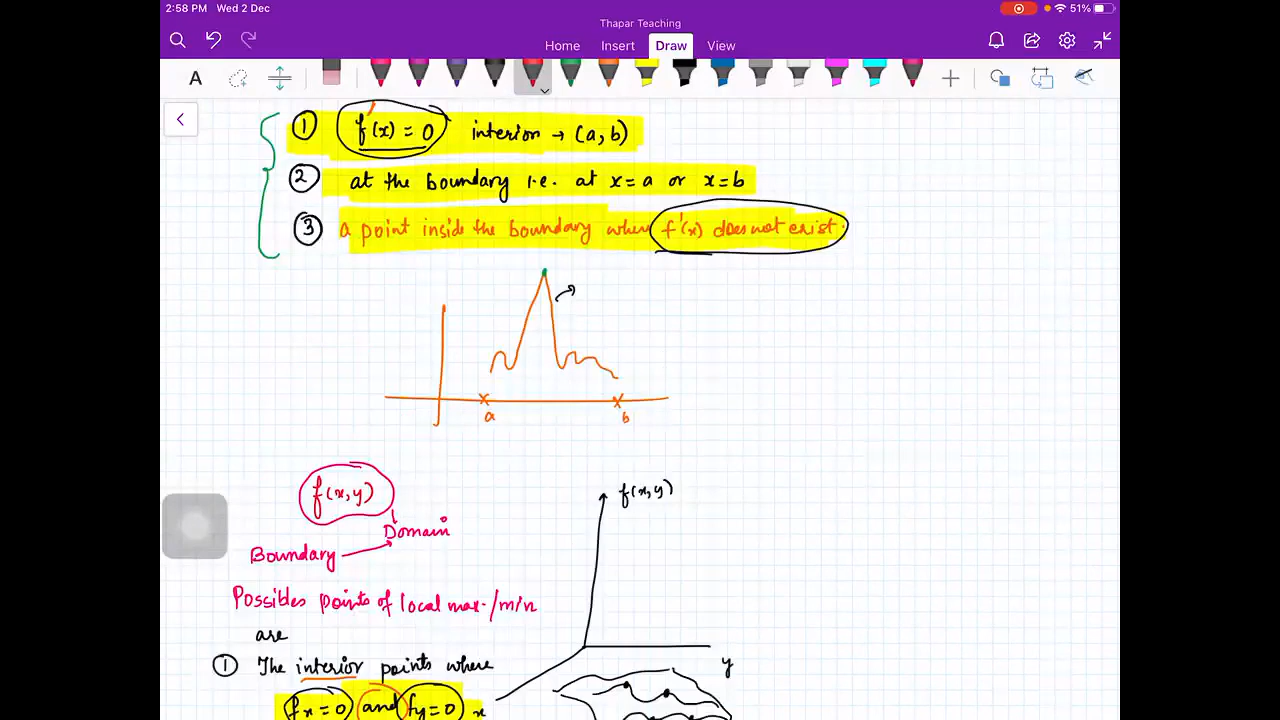 2:58 PM Wed 2 Dec
51%
Thapar Teaching
Home Insert Draw View
A
① f'(x) = 0 interior → (a, b)
② at the boundary i.e. at x=a or x=b
③ a point inside the boundary where f'(x) does not exist.
a b
f(x,y)
Domain
Boundary
Possibles points of local max./min
are
① The interior points where
fx=0 and fy=0
f(x,y)
y
x